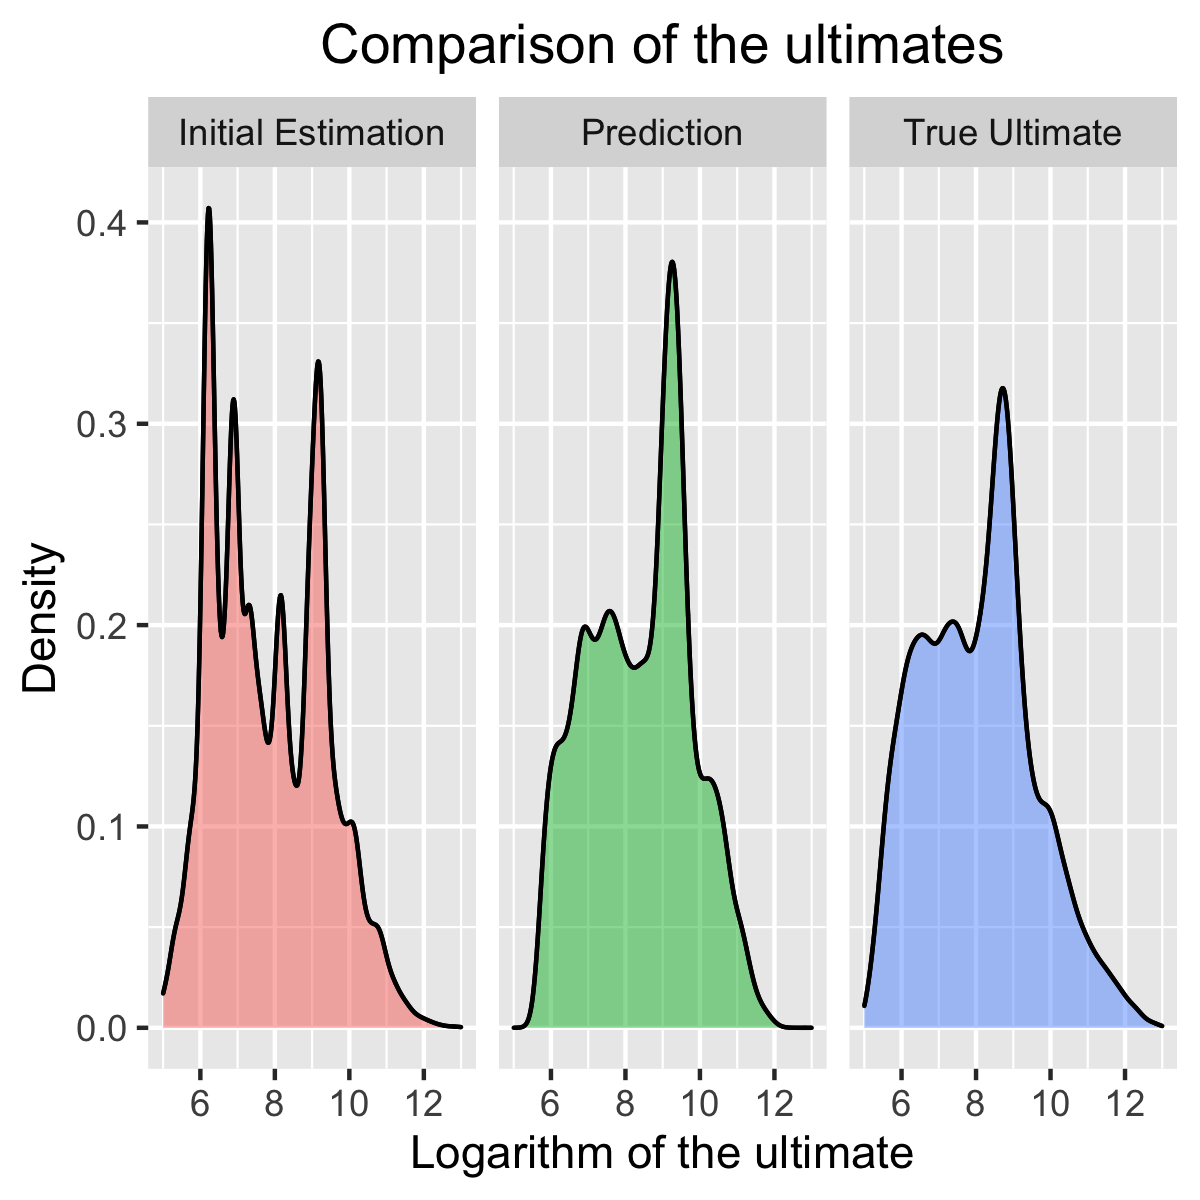 Comparison of the ultimates
Initial Estimation
Prediction
True Ultimate
Density
0.4
0.3
0.2
0.1
0.0
6 8 10 12
6 8 10 12
6 8 10 12
Logarithm of the ultimate